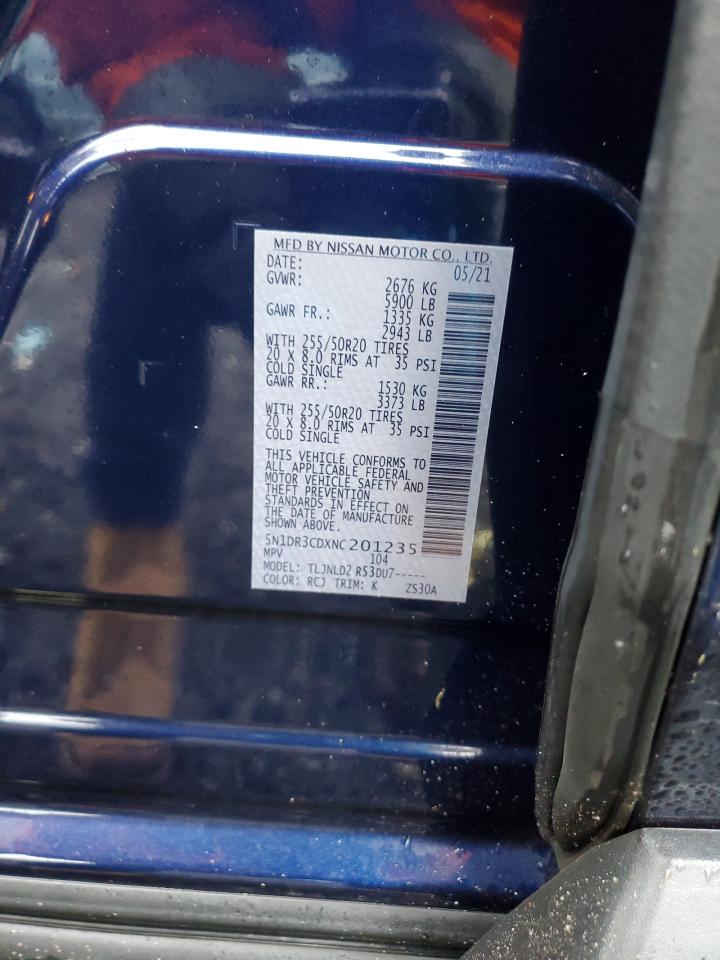 MFD BY NISSAN MOTOR CO., LTD.
DATE: 05/21
GVWR: 2676 KG
5900 LB
GAWR FR.: 1335 KG
2943 LB
WITH 255/50R20 TIRES
20 X 8.0 RIMS AT 35 PSI
COLD SINGLE
GAWR RR.: 1530 KG
3373 LB
WITH 255/50R20 TIRES
20 X 8.0 RIMS AT 35 PSI
COLD SINGLE
THIS VEHICLE CONFORMS TO
ALL APPLICABLE FEDERAL
MOTOR VEHICLE SAFETY AND
THEFT PREVENTION
STANDARDS IN EFFECT ON
THE DATE OF MANUFACTURE
SHOWN ABOVE.
5N1DR3CDXNC201235
MPV 104
MODEL: TLJNLD2 R53DU7-----
COLOR: RCJ TRIM: K ZS30A